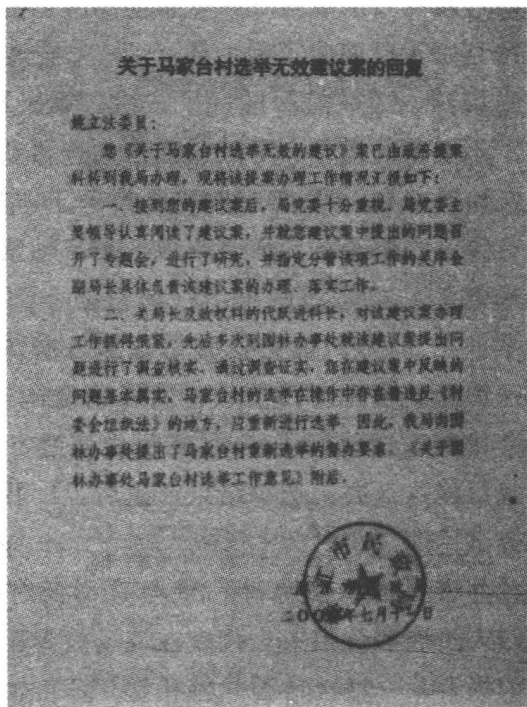 关于马家台村选举无效建议案的回复
姚立法委员：
您《关于马家台村选举无效的建议》案已由政府提案
科转到我局办理，现将该提案办理工作情况汇报如下：
一、接到您的建议案后，局党委十分重视，局党委主
要领导认真阅读了建议案，并就您建议案中提出的问题召
开了专题会，进行了研究，并指定分管该项工作的关序金
副局长具体负责该建议案的办理、落实工作。
二、关局长及政权科的代跃进科长，对该建议案办理
工作抓得很紧，先后多次到园林办事处就该建议案提出问
题进行了调查核实。通过调查证实，您在建议案中反映的
问题基本属实，马家台村的选举在操作中存在着违反《村
委会组织法》的地方，应重新进行选举。因此，我局向园
林办事处提出了马家台村重新选举的督办要求，《关于园
林办事处马家台村选举工作意见》附后。
市民政
年七月十 日